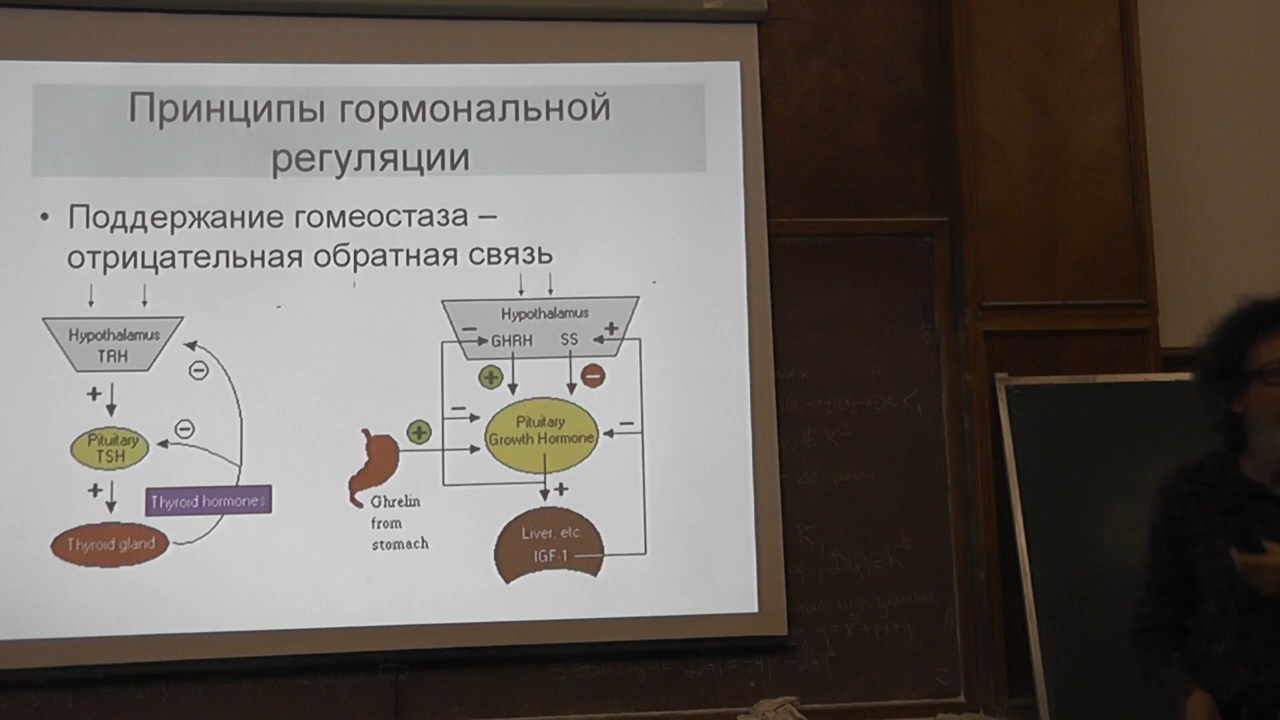 Принципы гормональной
регуляции
• Поддержание гомеостаза –
отрицательная обратная связь
Hypothalamus
TRH
+
−
Pituitary
TSH
−
+
Thyroid hormones
Thyroid gland
Hypothalamus
− GHRH SS +
+ −
Pituitary
Growth Hormone
−
−
+
+
Ghrelin
from
stomach
Liver, etc.
IGF-1